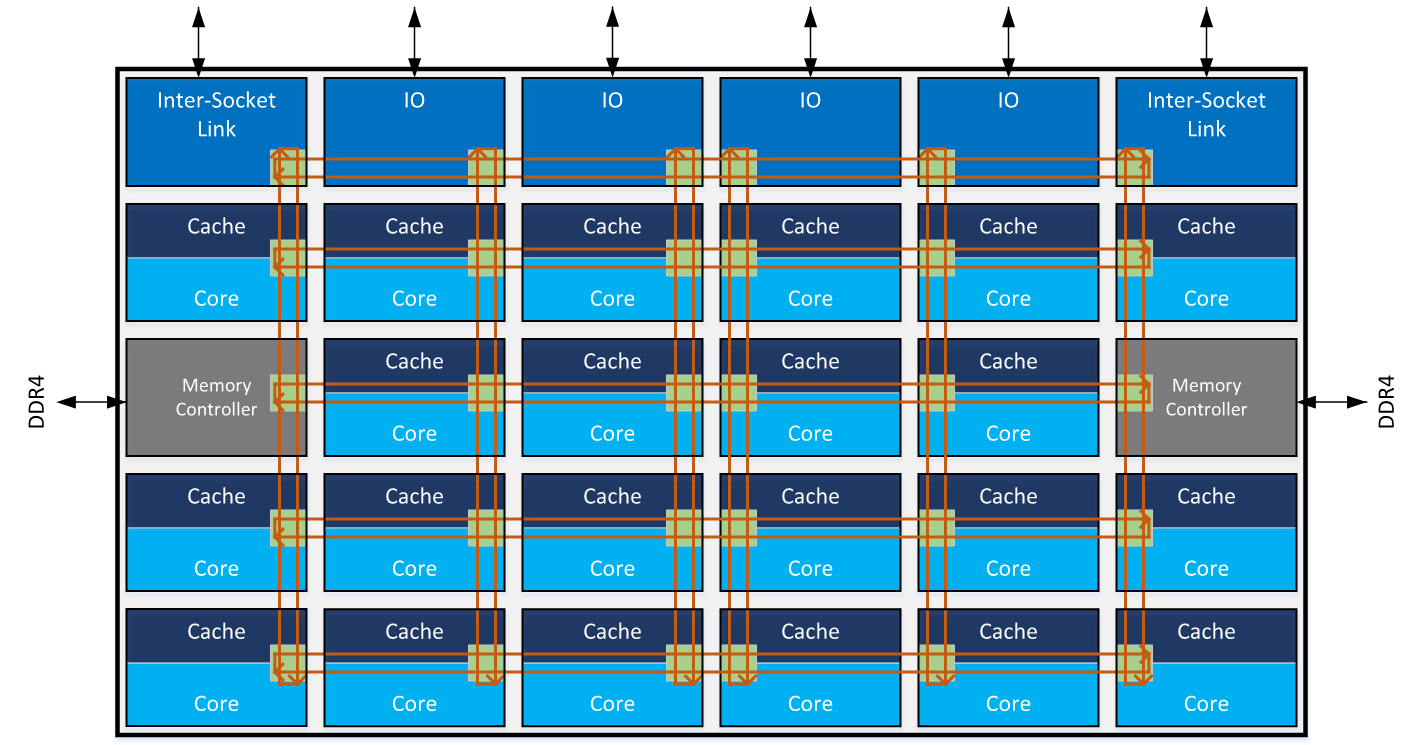 Inter-Socket
Link
IO
IO
IO
IO
Inter-Socket
Link
Cache
Core
Cache
Core
Cache
Core
Cache
Core
Cache
Core
Cache
Core
DDR4
Memory
Controller
Cache
Core
Cache
Core
Cache
Core
Cache
Core
Memory
Controller
DDR4
Cache
Core
Cache
Core
Cache
Core
Cache
Core
Cache
Core
Cache
Core
Cache
Core
Cache
Core
Cache
Core
Cache
Core
Cache
Core
Cache
Core